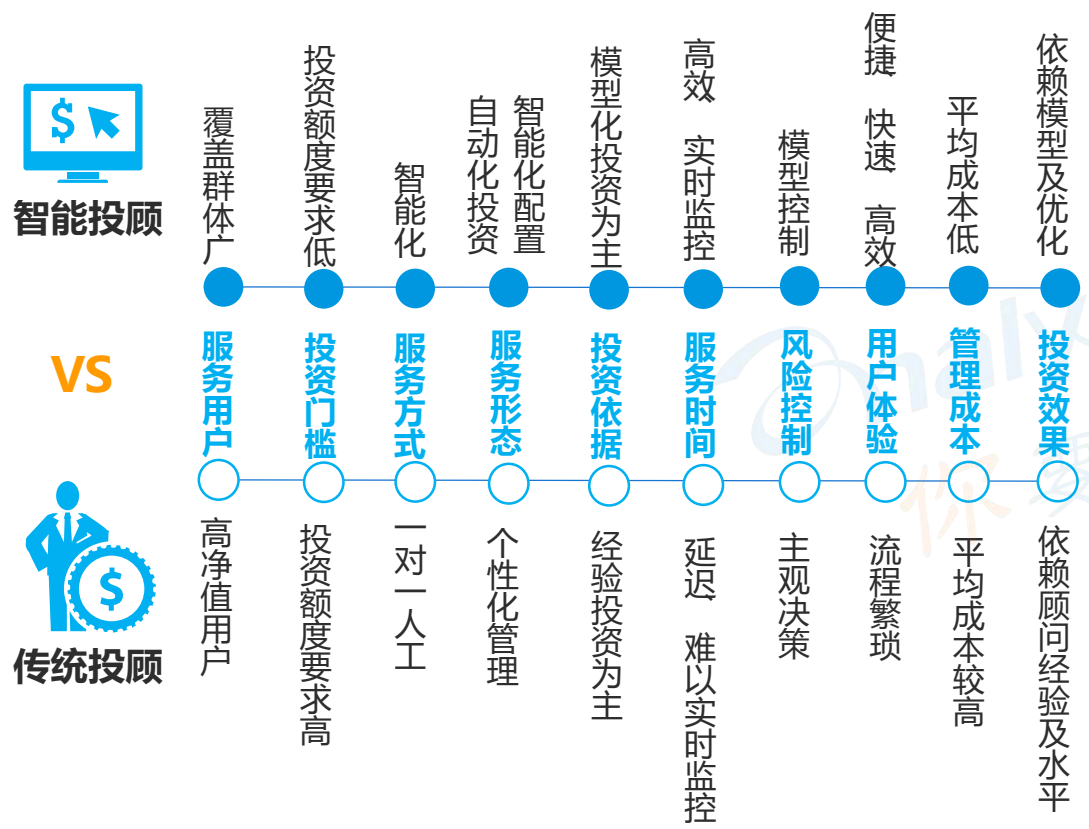 智能投顾
覆盖群体广
投资额度要求低
智能化
自动化投资
智能化配置
模型化投资为主
高效、实时监控
模型控制
便捷、快速、高效
平均成本低
依赖模型及优化
VS
服务用户
投资门槛
服务方式
服务形态
投资依据
服务时间
风险控制
用户体验
管理成本
投资效果
传统投顾
高净值用户
投资额度要求高
一对一人工
个性化管理
经验投资为主
延迟、难以实时监控
主观决策
流程繁琐
平均成本较高
依赖顾问经验及水平
$
$
naly
你要